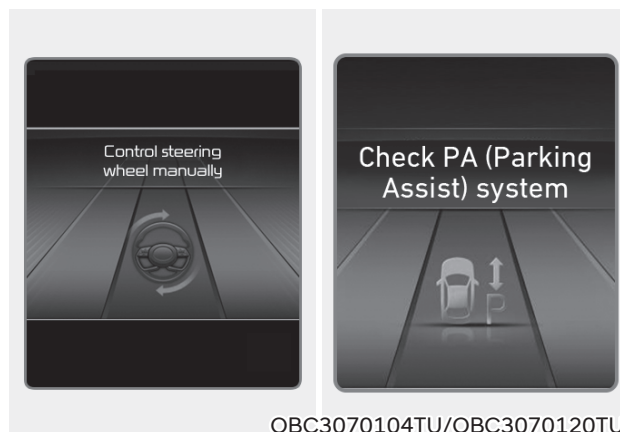 Control steering
wheel manually
Check PA (Parking
Assist) system
P
OBC3070104TU/OBC3070120TU